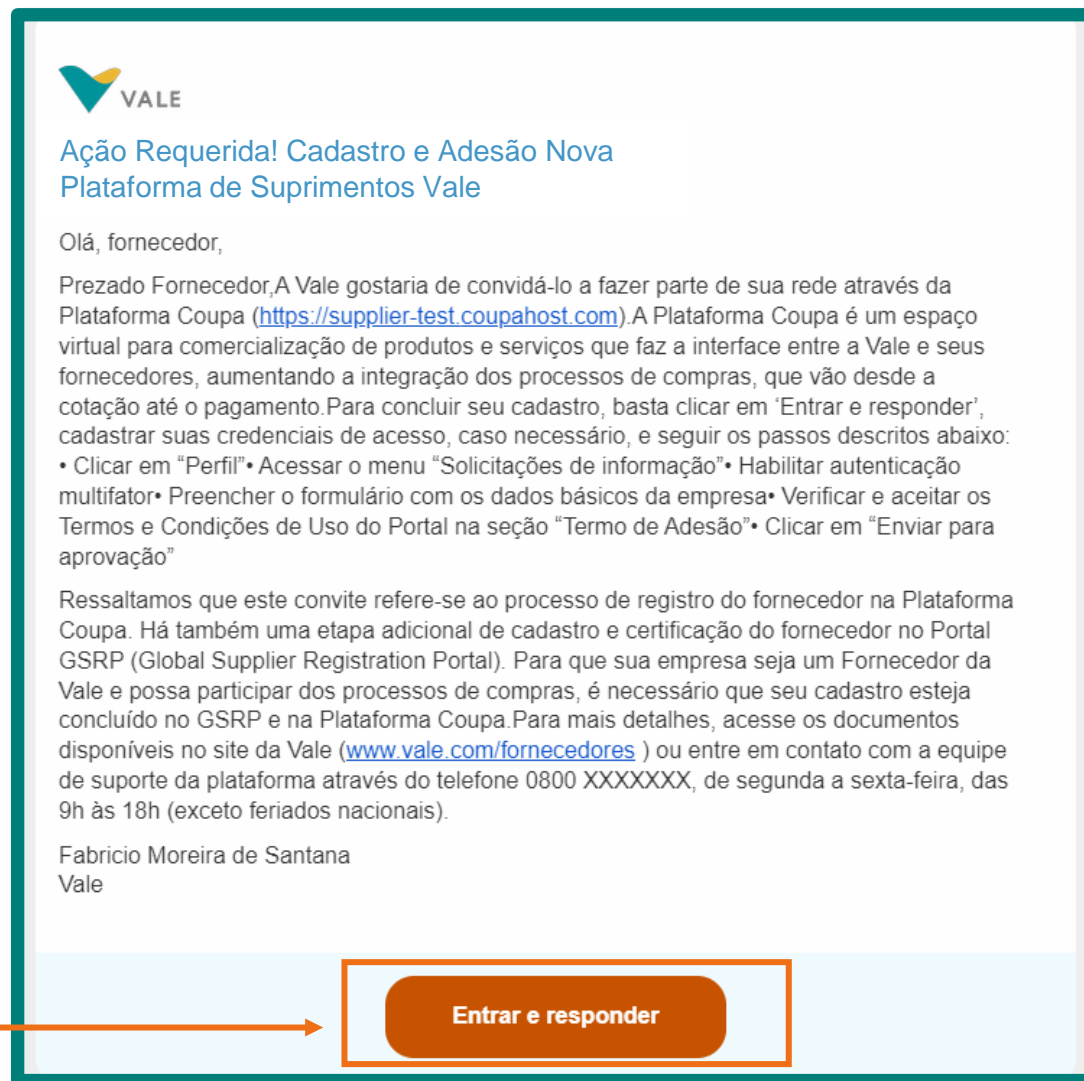 VALE
Ação Requerida! Cadastro e Adesão Nova
Plataforma de Suprimentos Vale
Olá, fornecedor,
Prezado Fornecedor,A Vale gostaria de convidá-lo a fazer parte de sua rede através da
Plataforma Coupa (https://supplier-test.coupahost.com).A Plataforma Coupa é um espaço
virtual para comercialização de produtos e serviços que faz a interface entre a Vale e seus
fornecedores, aumentando a integração dos processos de compras, que vão desde a
cotação até o pagamento.Para concluir seu cadastro, basta clicar em ‘Entrar e responder’,
cadastrar suas credenciais de acesso, caso necessário, e seguir os passos descritos abaixo:
• Clicar em “Perfil”• Acessar o menu “Solicitações de informação”• Habilitar autenticação
multifator• Preencher o formulário com os dados básicos da empresa• Verificar e aceitar os
Termos e Condições de Uso do Portal na seção “Termo de Adesão”• Clicar em “Enviar para
aprovação”
Ressaltamos que este convite refere-se ao processo de registro do fornecedor na Plataforma
Coupa. Há também uma etapa adicional de cadastro e certificação do fornecedor no Portal
GSRP (Global Supplier Registration Portal). Para que sua empresa seja um Fornecedor da
Vale e possa participar dos processos de compras, é necessário que seu cadastro esteja
concluído no GSRP e na Plataforma Coupa.Para mais detalhes, acesse os documentos
disponíveis no site da Vale (www.vale.com/fornecedores ) ou entre em contato com a equipe
de suporte da plataforma através do telefone 0800 XXXXXXX, de segunda a sexta-feira, das
9h às 18h (exceto feriados nacionais).
Fabricio Moreira de Santana
Vale
Entrar e responder